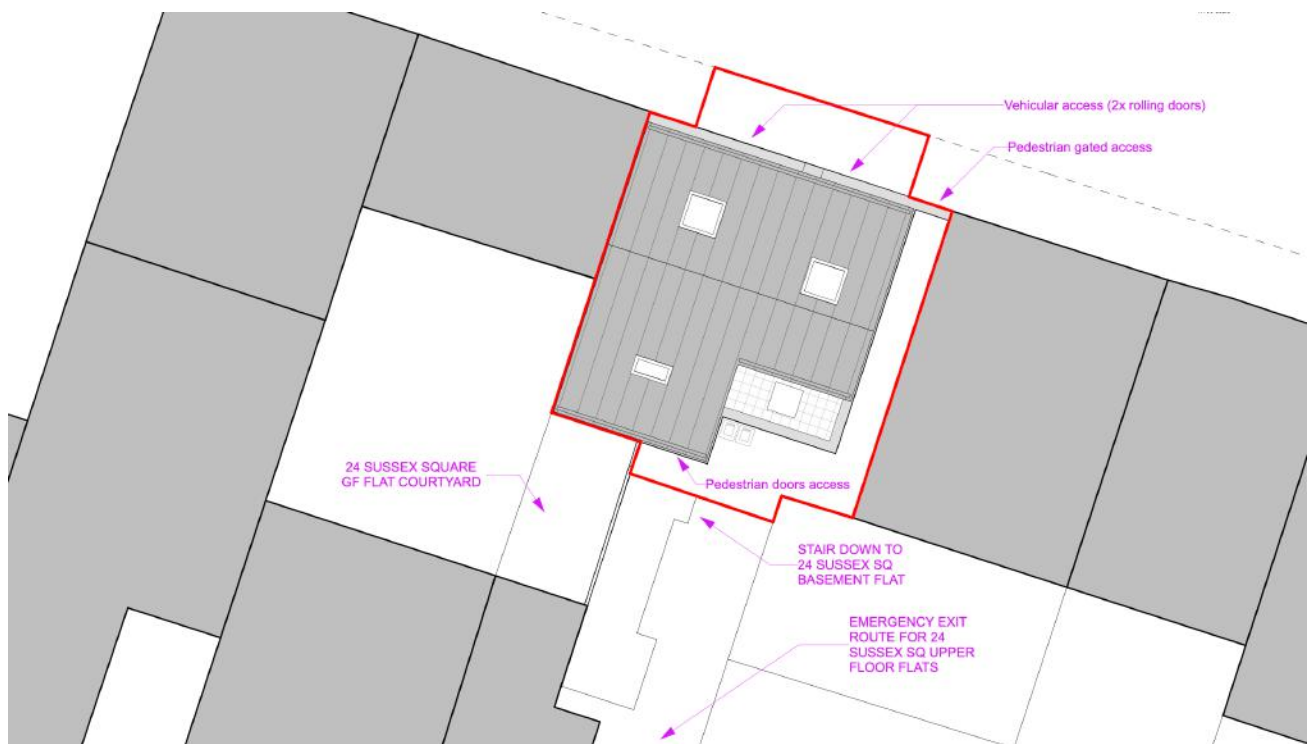 Vehicular access (2x rolling doors)
Pedestrian gated access
24 SUSSEX SQUARE
GF FLAT COURTYARD
Pedestrian doors access
STAIR DOWN TO
24 SUSSEX SQ
BASEMENT FLAT
EMERGENCY EXIT
ROUTE FOR 24
SUSSEX SQ UPPER
FLOOR FLATS